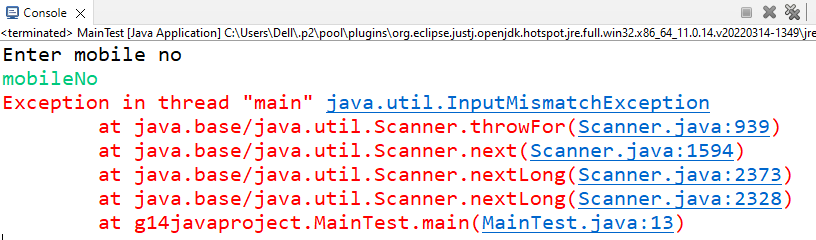 Console
<terminated> MainTest [Java Application] C:\Users\Dell\.p2\pool\plugins\org.eclipse.justj.openjdk.hotspot.jre.full.win32.x86_64_11.0.14.v20220314-1349\jre
Enter mobile no
mobileNo
Exception in thread "main" java.util.InputMismatchException
at java.base/java.util.Scanner.throwFor(Scanner.java:939)
at java.base/java.util.Scanner.next(Scanner.java:1594)
at java.base/java.util.Scanner.nextLong(Scanner.java:2373)
at java.base/java.util.Scanner.nextLong(Scanner.java:2328)
at g14javaproject.MainTest.main(MainTest.java:13)